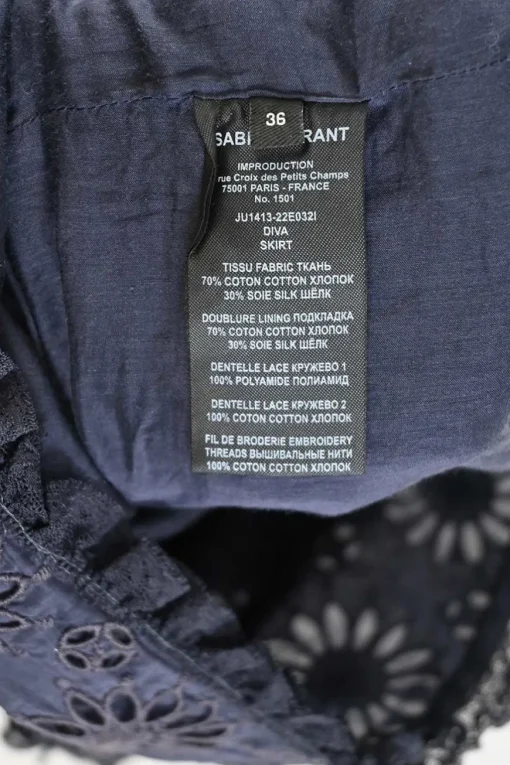 36
SAB RANT
IMPRODUCTION
rue Croix des Petits Champs
75001 PARIS - FRANCE
No. 1501
JU1413-22E032I
DIVA
SKIRT
TISSU FABRIC ТКАНЬ
70% COTON COTTON ХЛОПОК
30% SOIE SILK ШЁЛК
DOUBLURE LINING ПОДКЛАДКА
70% COTON COTTON ХЛОПОК
30% SOIE SILK ШЁЛК
DENTELLE LACE КРУЖЕВО 1
100% POLYAMIDE ПОЛИАМИД
DENTELLE LACE КРУЖЕВО 2
100% COTON COTTON ХЛОПОК
FIL DE BRODERIE EMBROIDERY
THREADS ВЫШИВАЛЬНЫЕ НИТИ
100% COTON COTTON ХЛОПОК